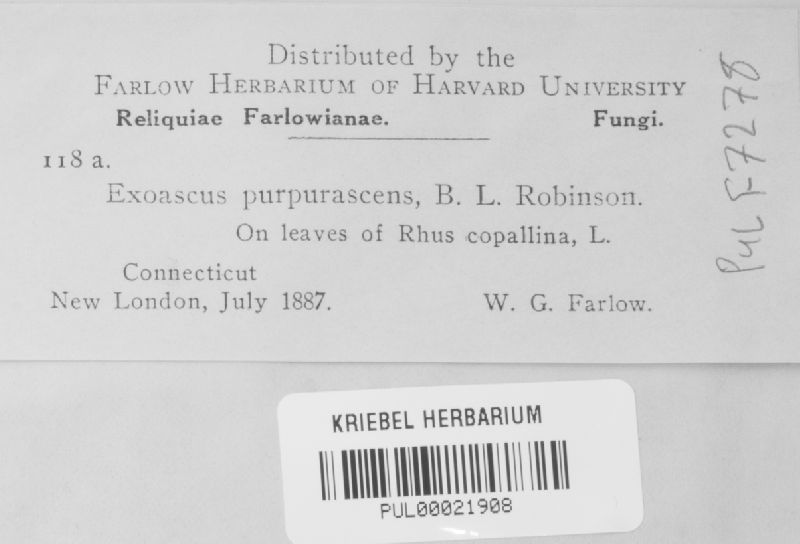 Distributed by the
Farlow Herbarium of Harvard University
Reliquiae Farlowianae. Fungi.
118 a.
Exoascus purpurascens, B. L. Robinson.
On leaves of Rhus copallina, L.
Connecticut
New London, July 1887. W. G. Farlow.
PUL F7278
KRIEBEL HERBARIUM
PUL00021908